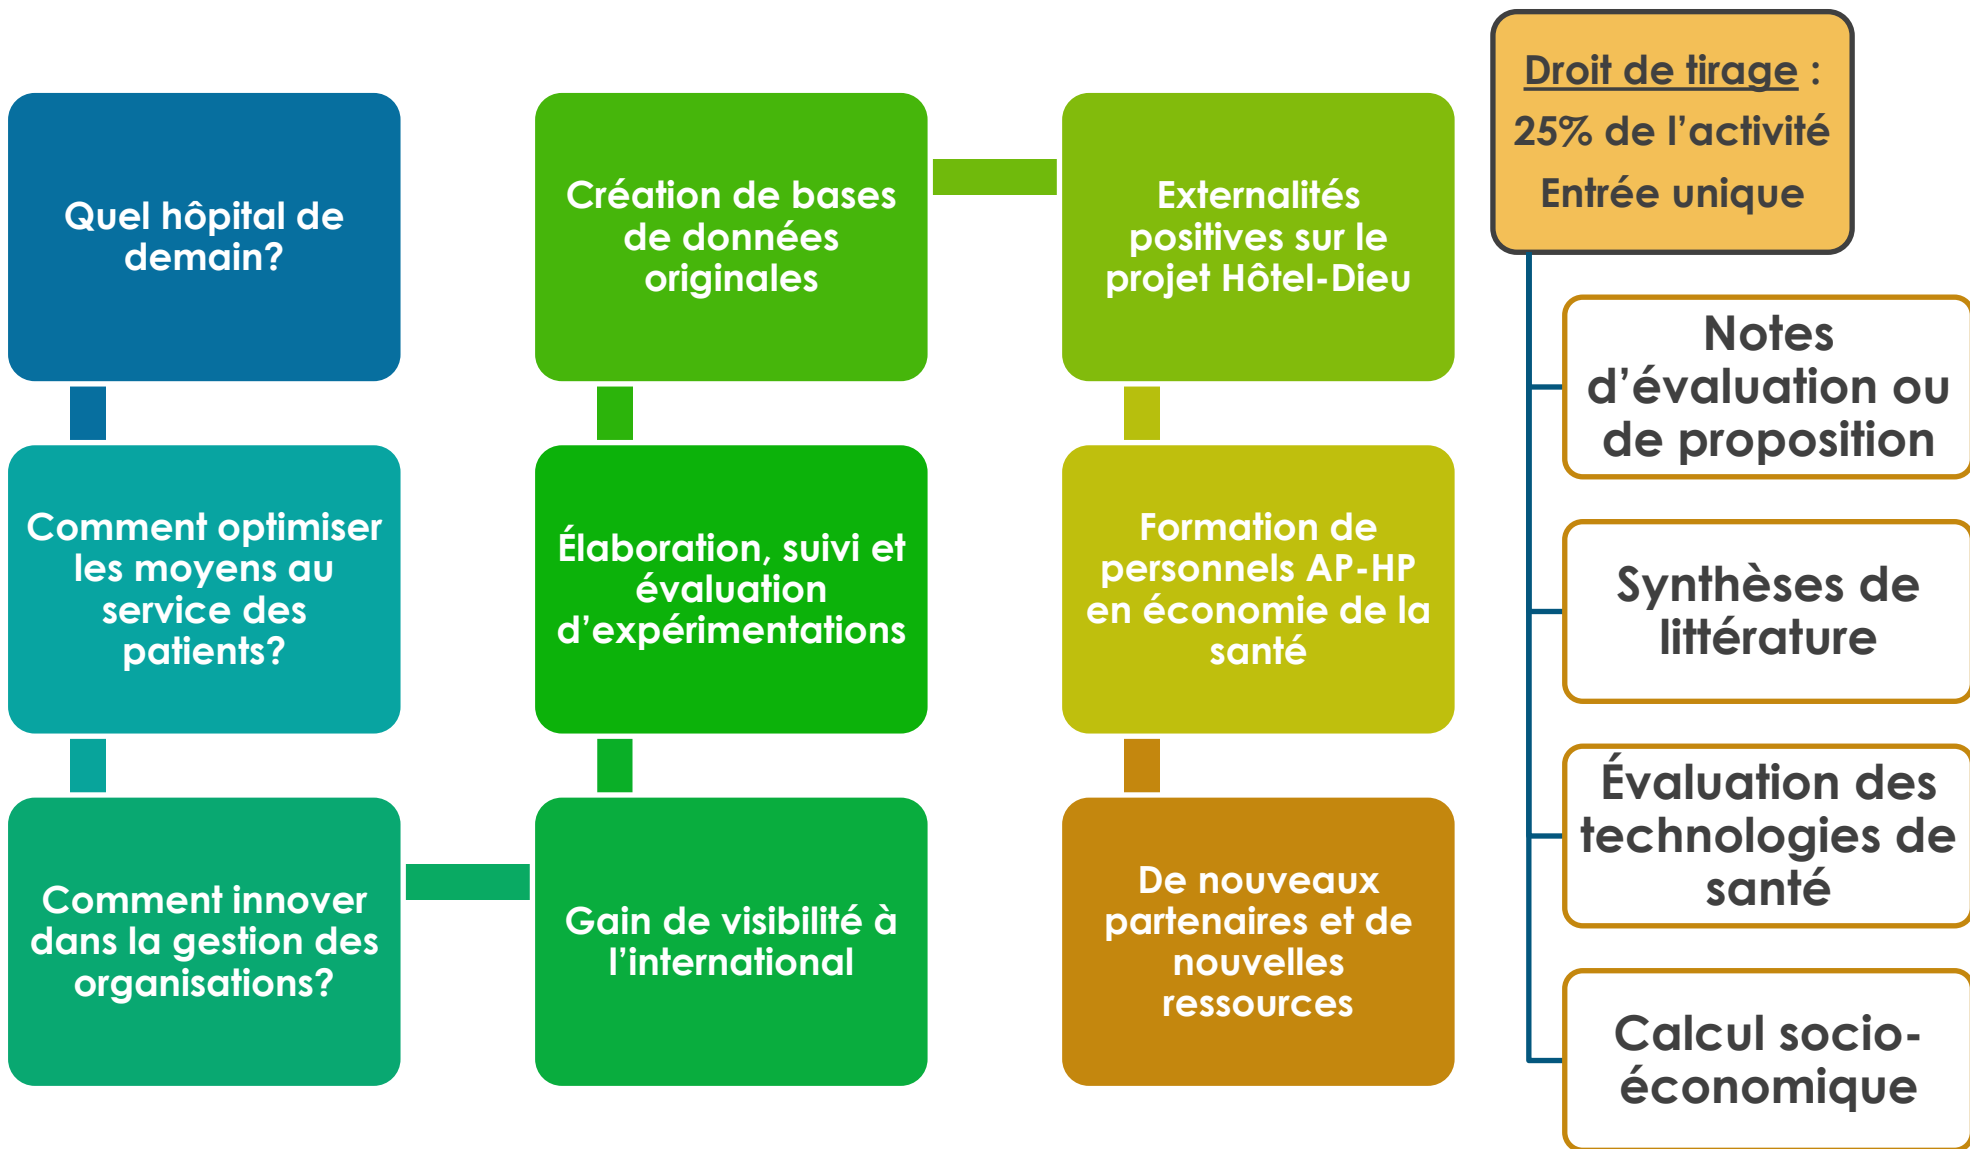 Quel hôpital de
demain?
Comment optimiser
les moyens au
service des
patients?
Comment innover
dans la gestion des
organisations?
Gain de visibilité à
l’international
Élaboration, suivi et
évaluation
d’expérimentations
Création de bases
de données
originales
Externalités
positives sur le
projet Hôtel-Dieu
Formation de
personnels AP-HP
en économie de la
santé
De nouveaux
partenaires et de
nouvelles
ressources
Droit de tirage :
25% de l’activité
Entrée unique
Notes
d’évaluation ou
de proposition
Synthèses de
littérature
Évaluation des
technologies de
santé
Calcul socio-
économique